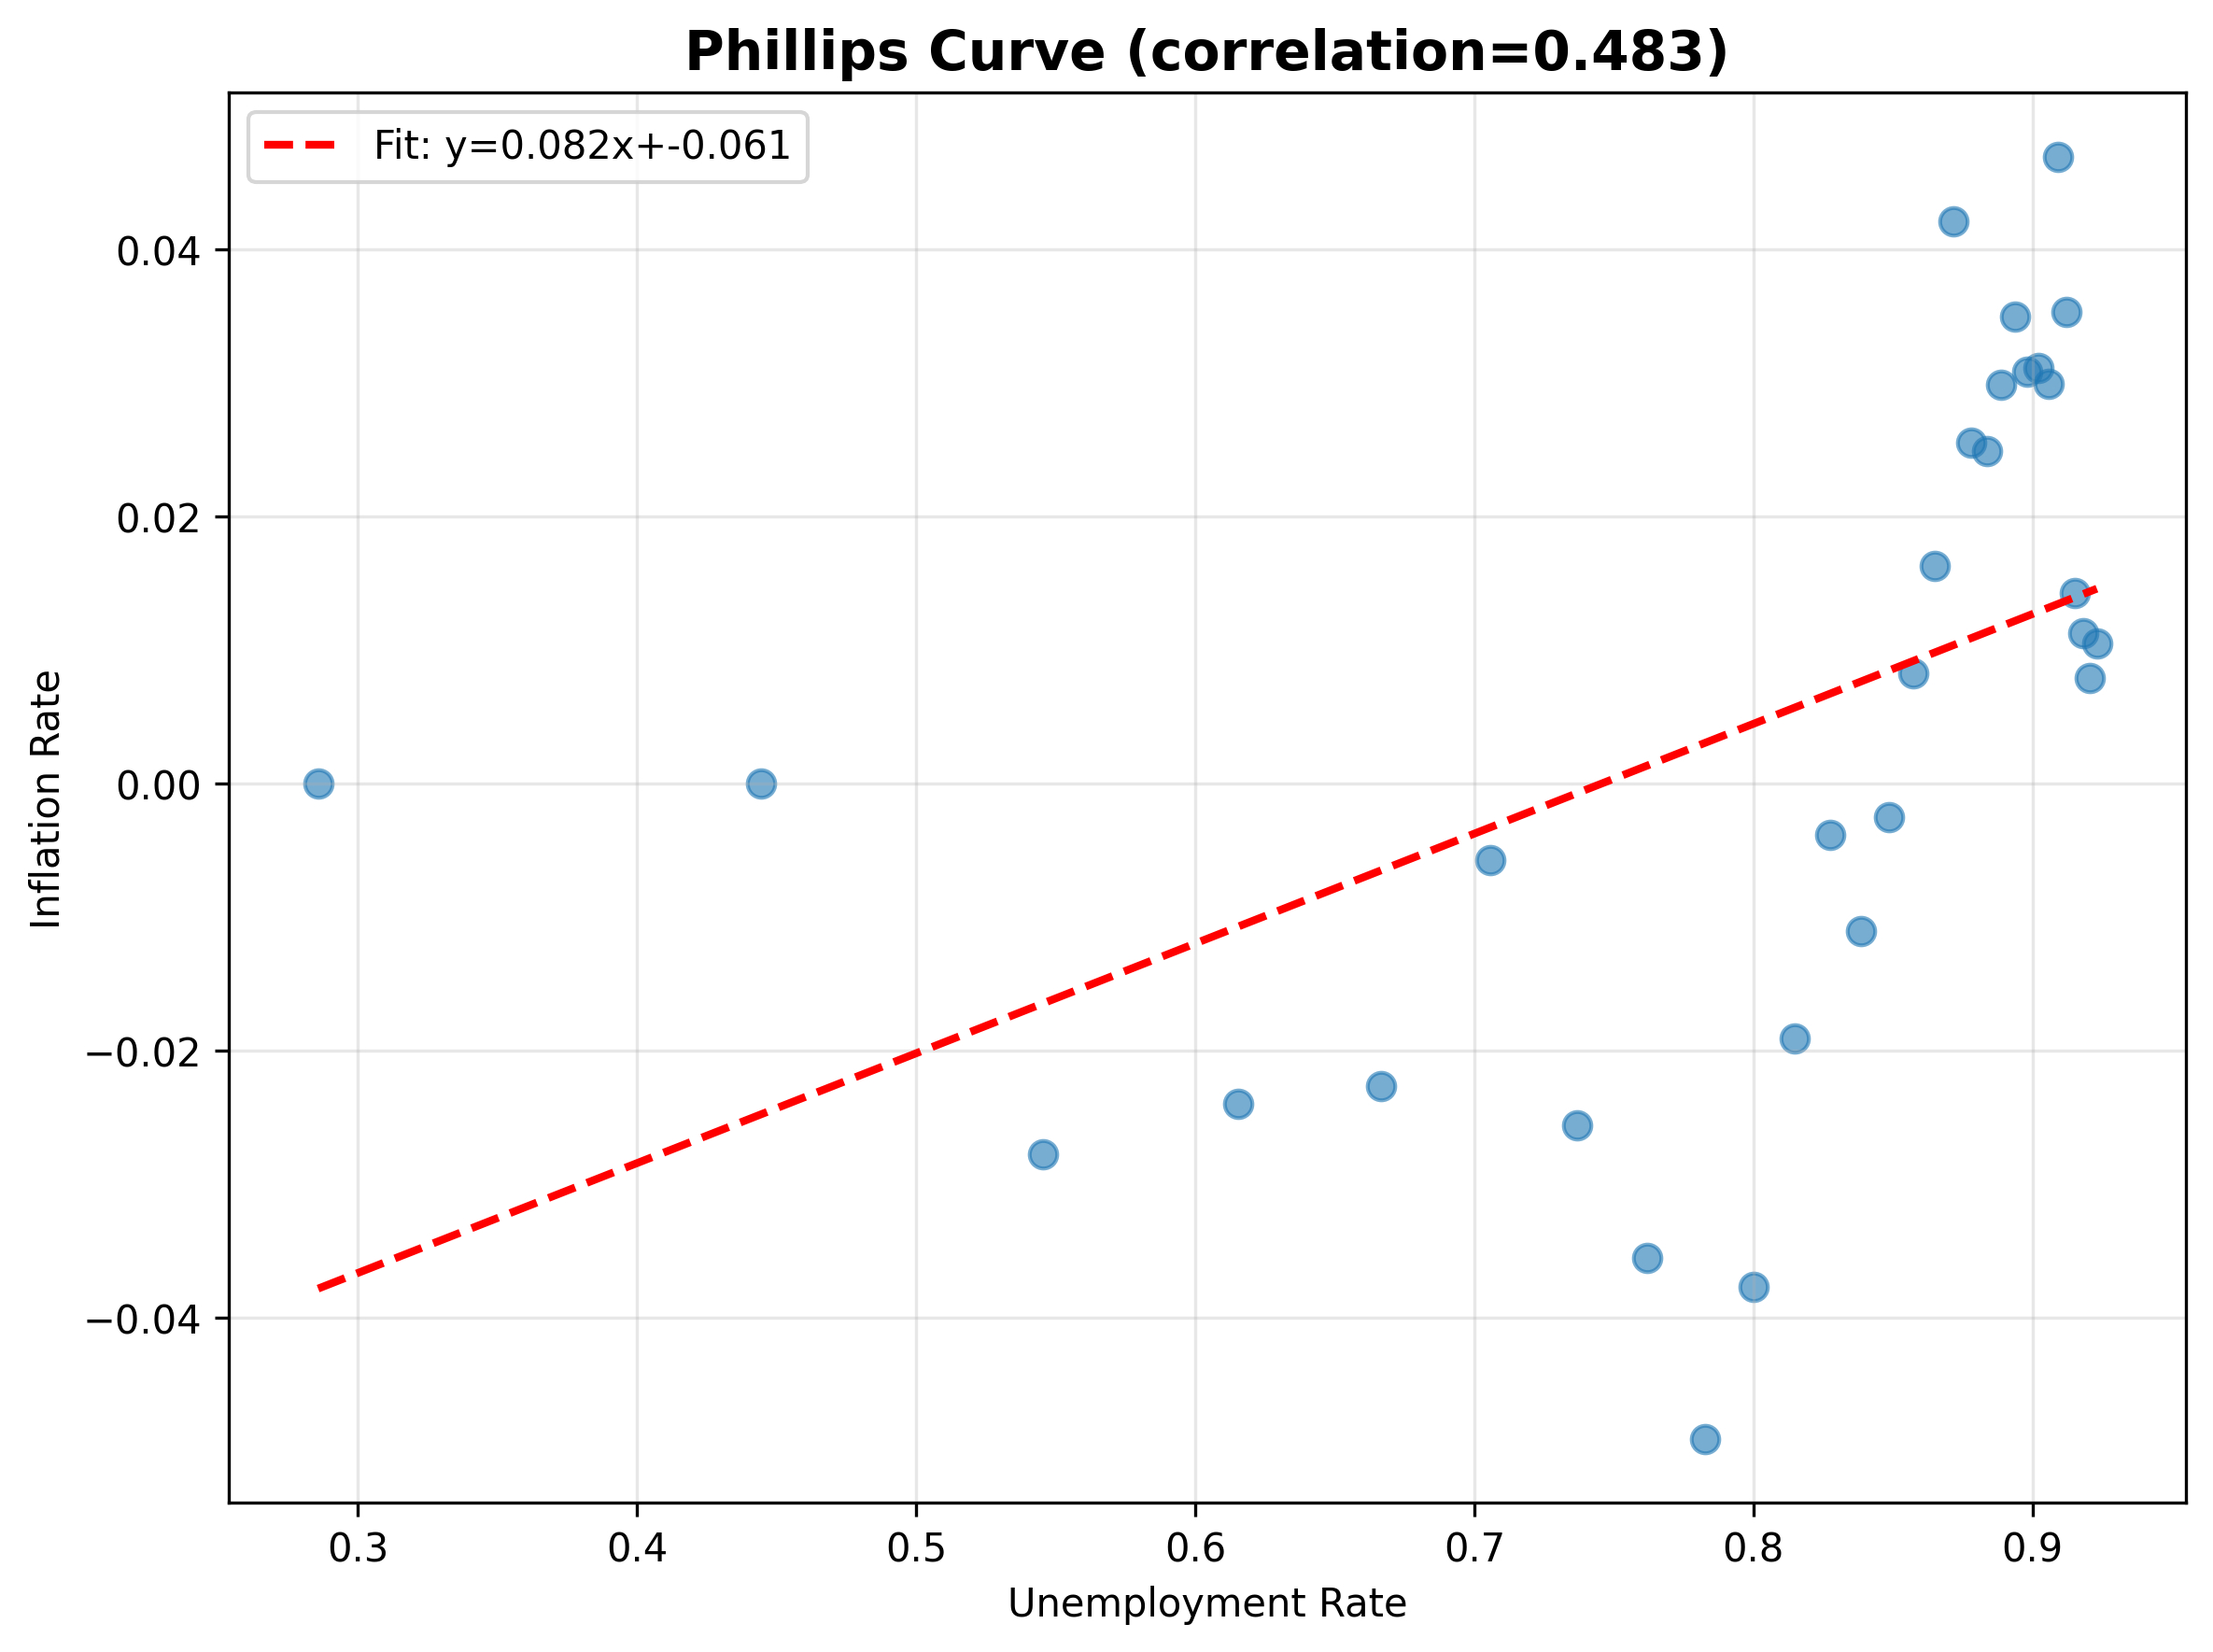 Phillips Curve (correlation=0.483)
Fit: y=0.082x+-0.061
Inflation Rate
0.04
0.02
0.00
−0.02
−0.04
0.3 0.4 0.5 0.6 0.7 0.8 0.9
Unemployment Rate